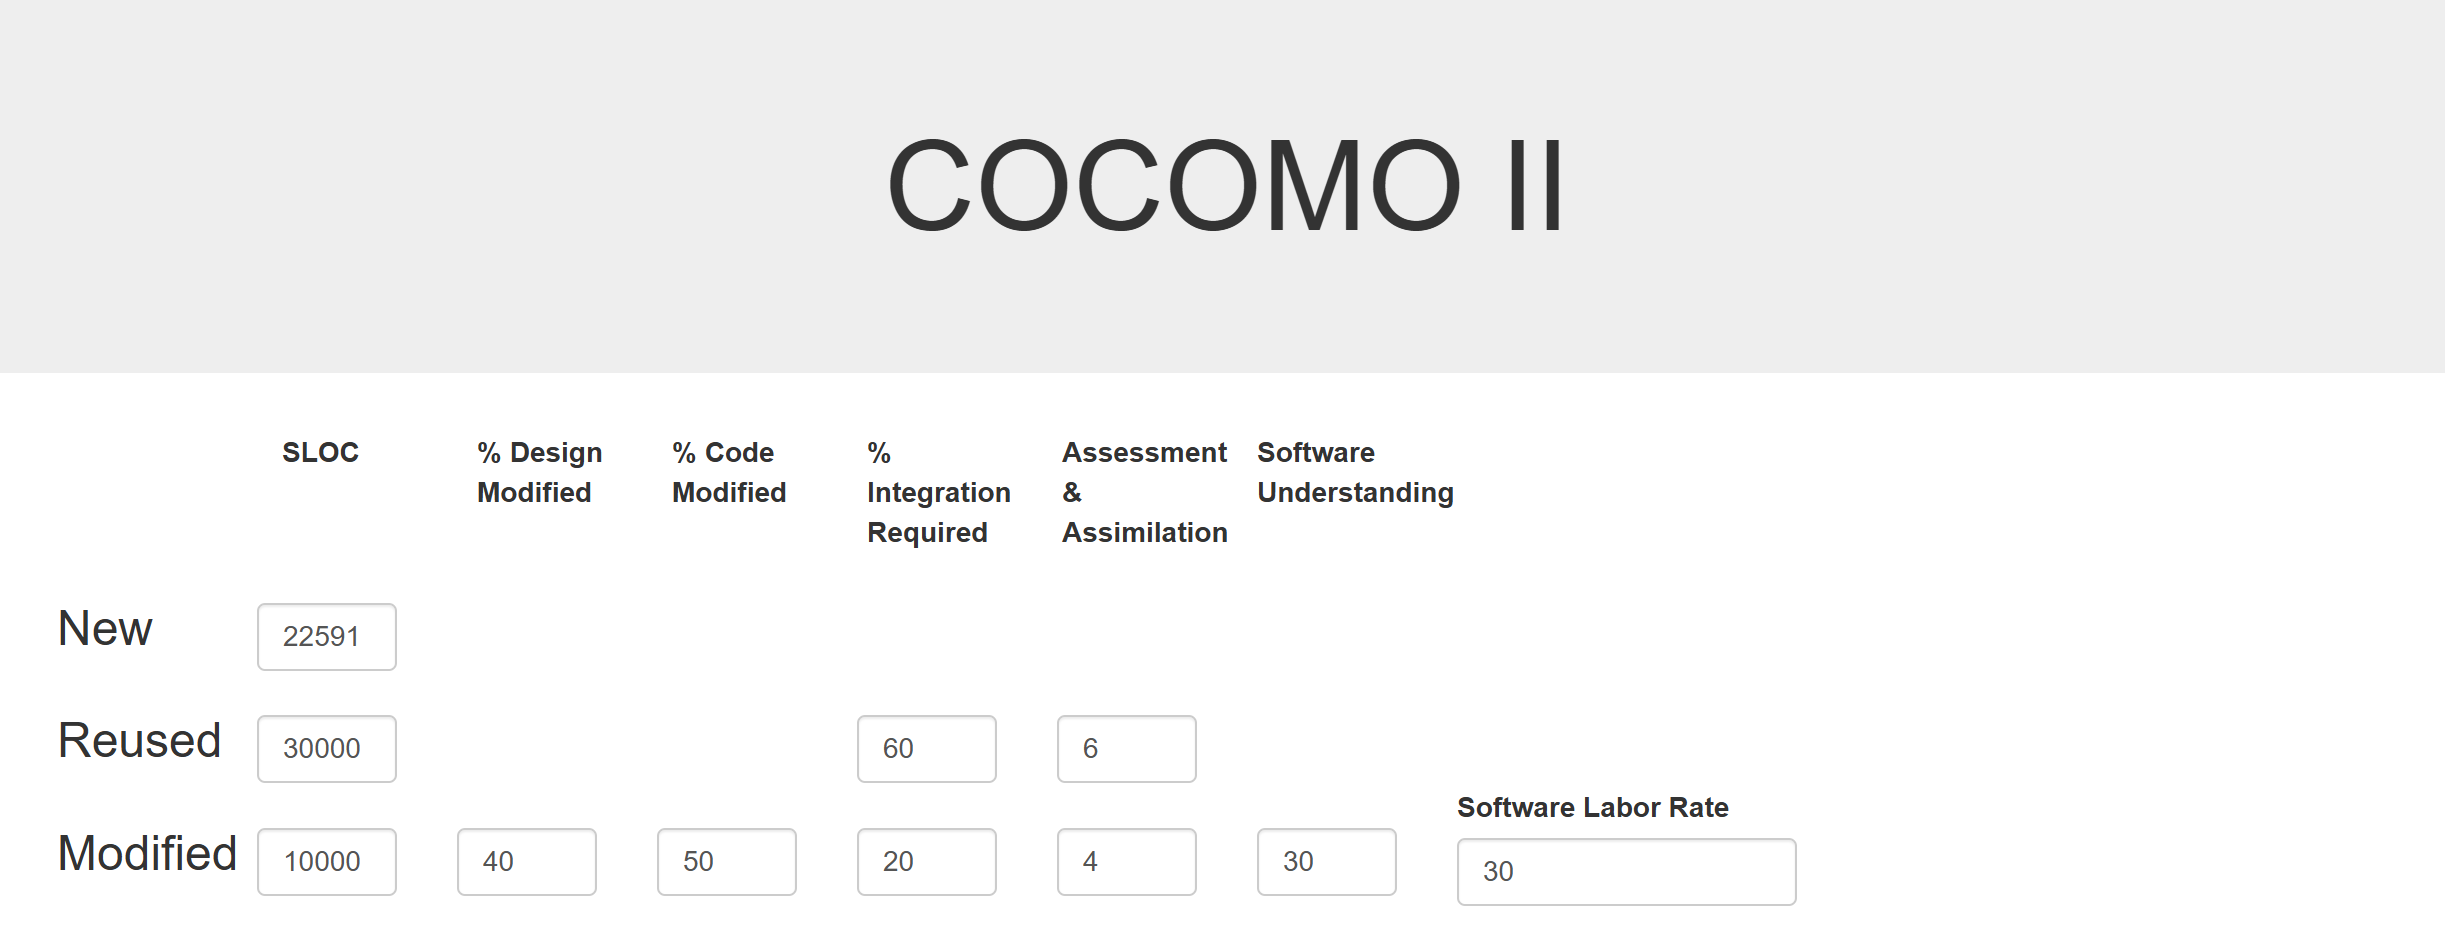 COCOMO II
SLOC % Design % Code % Assessment Software
Modified Modified Integration & Understanding
Required Assimilation
New 22591
Reused 30000 60 6
Software Labor Rate
Modified 10000 40 50 20 4 30 30